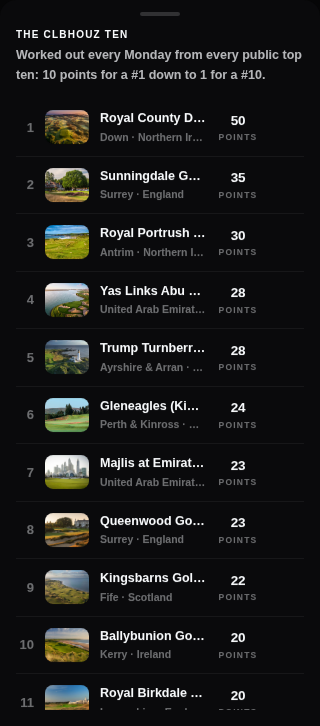 THE CLBHOUZ TEN
Worked out every Monday from every public top
ten: 10 points for a #1 down to 1 for a #10.
1
Royal County D...
Down · Northern Ir...
50
POINTS
2
Sunningdale G...
Surrey · England
35
POINTS
3
Royal Portrush ...
Antrim · Northern I...
30
POINTS
4
Yas Links Abu ...
United Arab Emirat...
28
POINTS
5
Trump Turnberr...
Ayrshire & Arran · ...
28
POINTS
6
Gleneagles (Ki...
Perth & Kinross · ...
24
POINTS
7
Majlis at Emirat...
United Arab Emirat...
23
POINTS
8
Queenwood Go...
Surrey · England
23
POINTS
9
Kingsbarns Gol...
Fife · Scotland
22
POINTS
10
Ballybunion Go...
Kerry · Ireland
20
POINTS
11
Royal Birkdale ...
20
POINTS